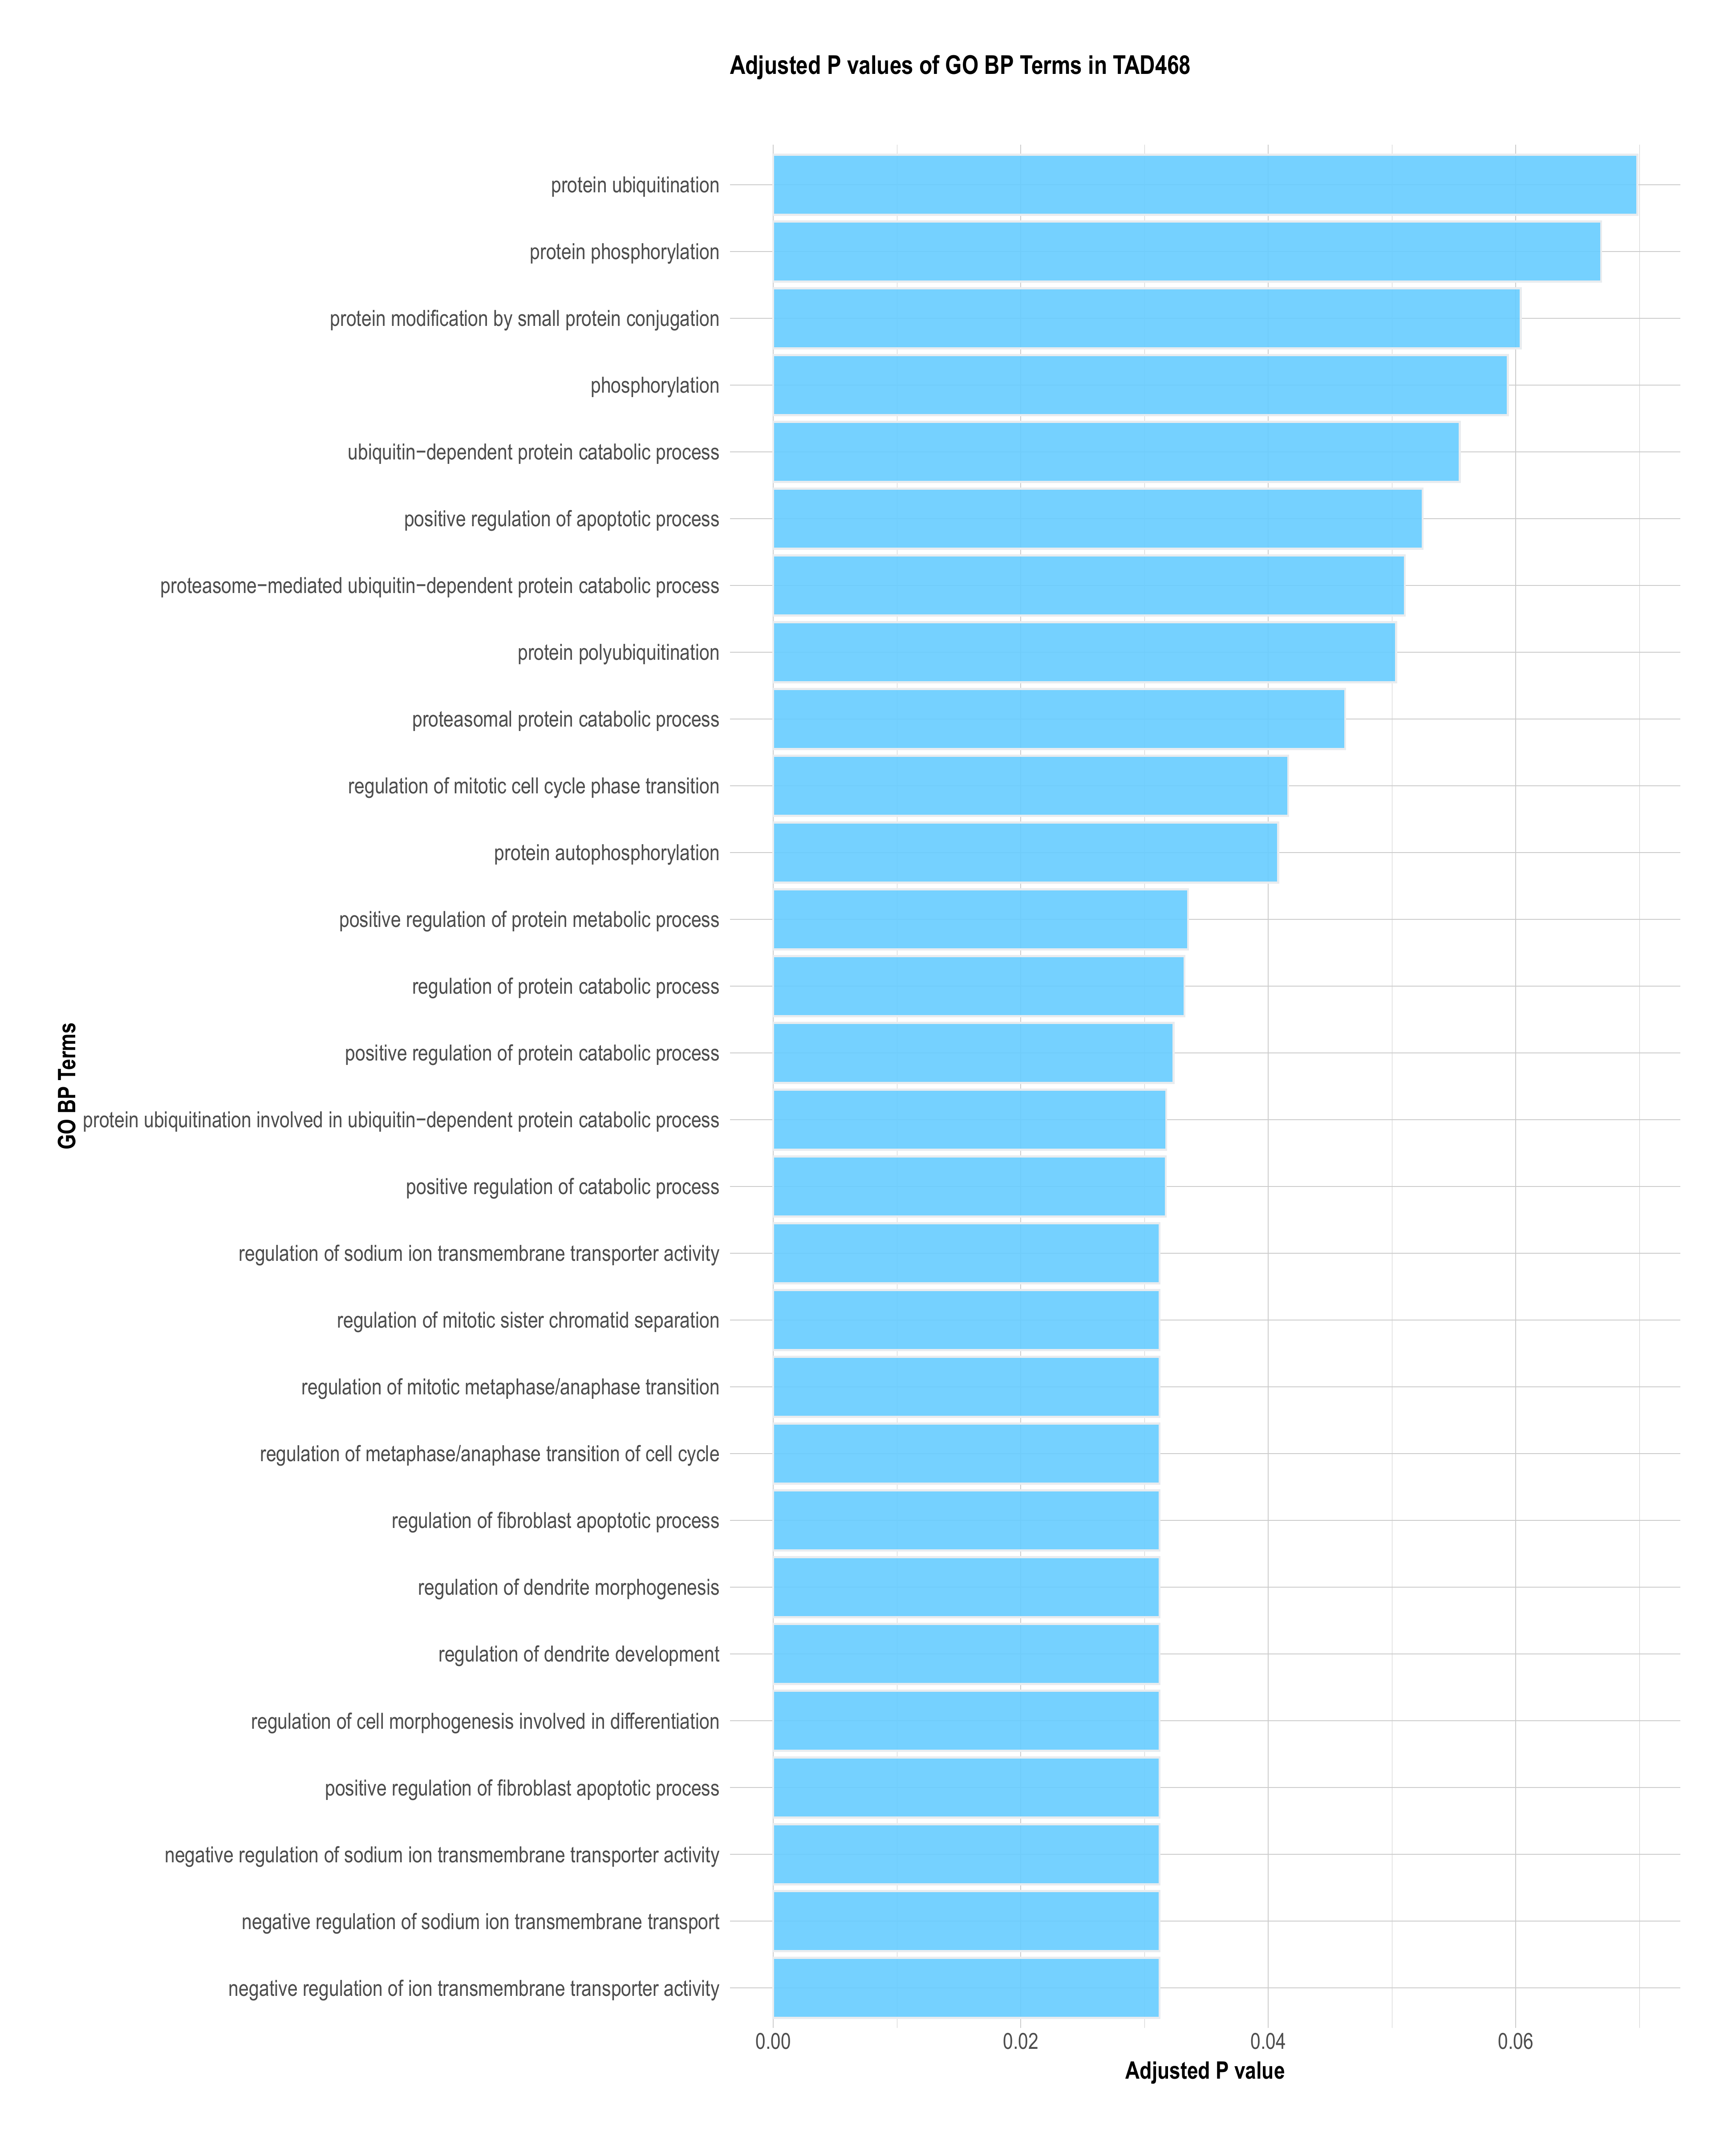 Adjusted P values of GO BP Terms in TAD468
protein ubiquitination
protein phosphorylation
protein modification by small protein conjugation
phosphorylation
ubiquitin−dependent protein catabolic process
positive regulation of apoptotic process
proteasome−mediated ubiquitin−dependent protein catabolic process
protein polyubiquitination
proteasomal protein catabolic process
regulation of mitotic cell cycle phase transition
protein autophosphorylation
positive regulation of protein metabolic process
regulation of protein catabolic process
positive regulation of protein catabolic process
GO BP Terms
protein ubiquitination involved in ubiquitin−dependent protein catabolic process
positive regulation of catabolic process
regulation of sodium ion transmembrane transporter activity
regulation of mitotic sister chromatid separation
regulation of mitotic metaphase/anaphase transition
regulation of metaphase/anaphase transition of cell cycle
regulation of fibroblast apoptotic process
regulation of dendrite morphogenesis
regulation of dendrite development
regulation of cell morphogenesis involved in differentiation
positive regulation of fibroblast apoptotic process
negative regulation of sodium ion transmembrane transporter activity
negative regulation of sodium ion transmembrane transport
negative regulation of ion transmembrane transporter activity
0.00 0.02 0.04 0.06
Adjusted P value